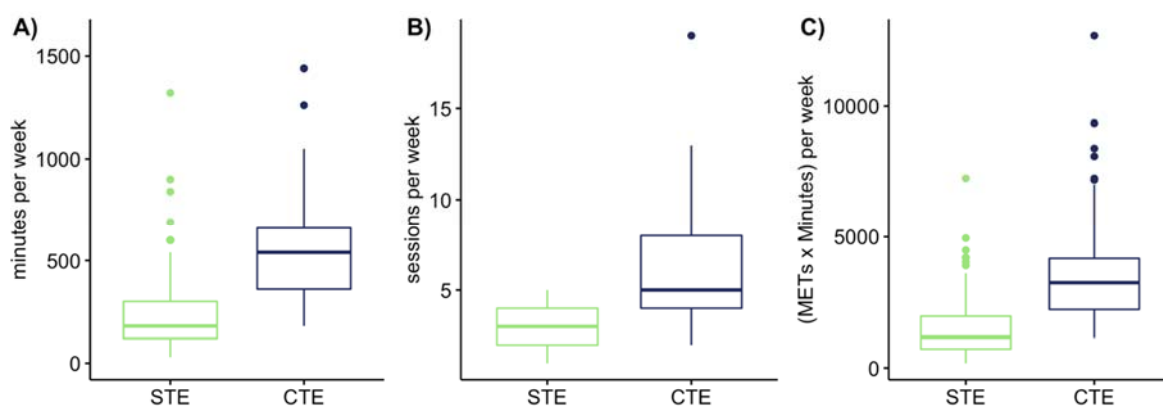 A)
minutes per week
1500
1000
500
0
STE
CTE
B)
sessions per week
15
10
5
STE
CTE
C)
(METs x Minutes) per week
10000
5000
0
STE
CTE